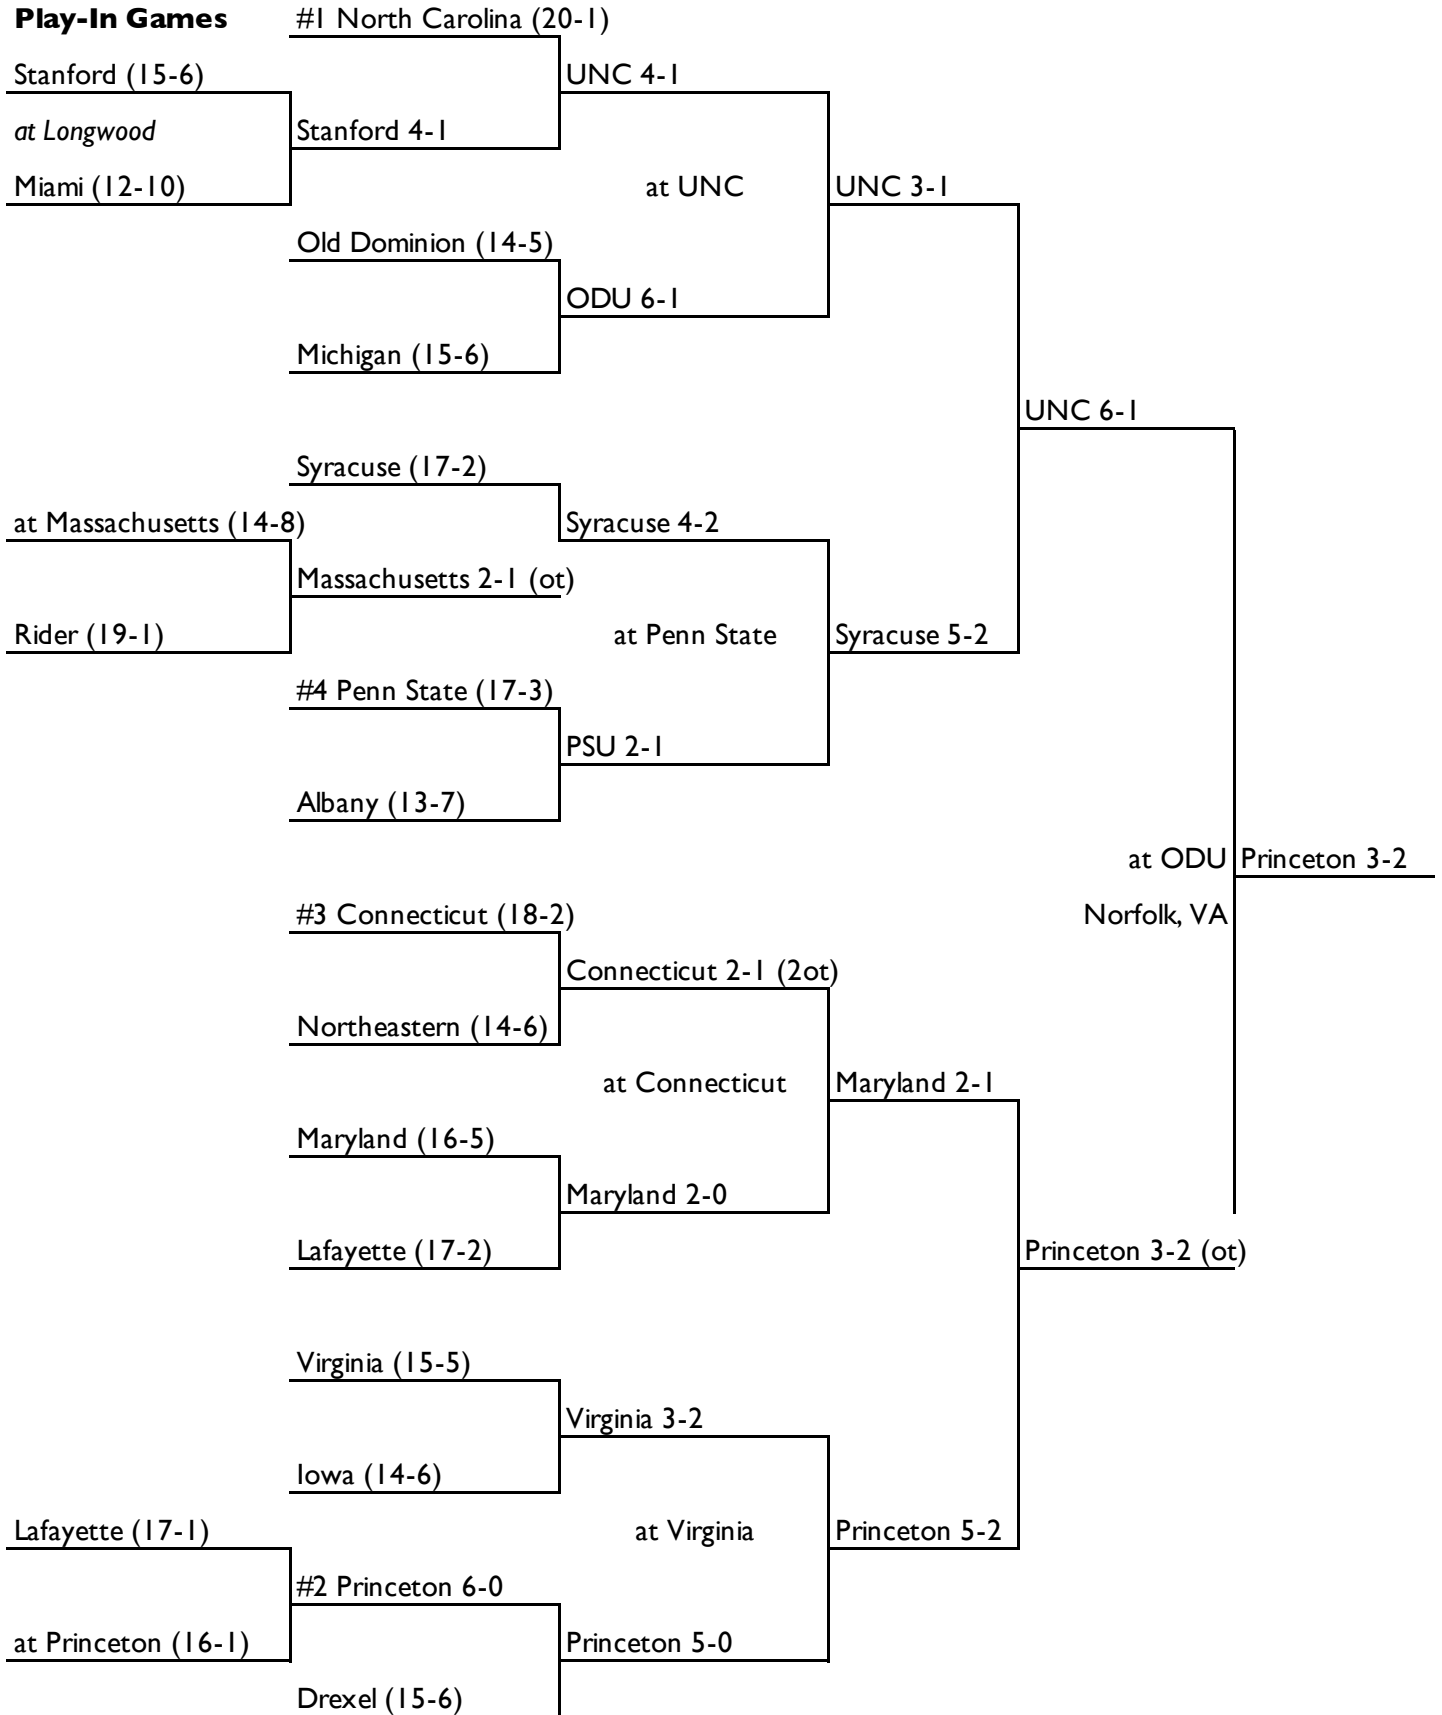 Play-In Games
#1 North Carolina (20-1)
Stanford (15-6)
UNC 4-1
at Longwood
Stanford 4-1
Miami (12-10)
at UNC
UNC 3-1
Old Dominion (14-5)
ODU 6-1
Michigan (15-6)
UNC 6-1
Syracuse (17-2)
at Massachusetts (14-8)
Syracuse 4-2
Massachusetts 2-1 (ot)
Rider (19-1)
at Penn State
Syracuse 5-2
#4 Penn State (17-3)
PSU 2-1
Albany (13-7)
at ODU
Princeton 3-2
#3 Connecticut (18-2)
Norfolk, VA
Connecticut 2-1 (2ot)
Northeastern (14-6)
at Connecticut
Maryland 2-1
Maryland (16-5)
Maryland 2-0
Lafayette (17-2)
Princeton 3-2 (ot)
Virginia (15-5)
Virginia 3-2
Iowa (14-6)
Lafayette (17-1)
at Virginia
Princeton 5-2
#2 Princeton 6-0
at Princeton (16-1)
Princeton 5-0
Drexel (15-6)